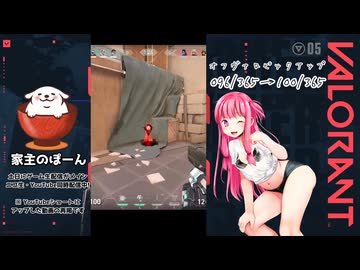 家主のぽーん
土日にゲーム生配信がメイン
ニコ生・YouTube同時配信中!
※YouTubeショートに
アップした動画の再掲です
100
オフヴァロピックアップ
096/365→100/365
05
VALORANT